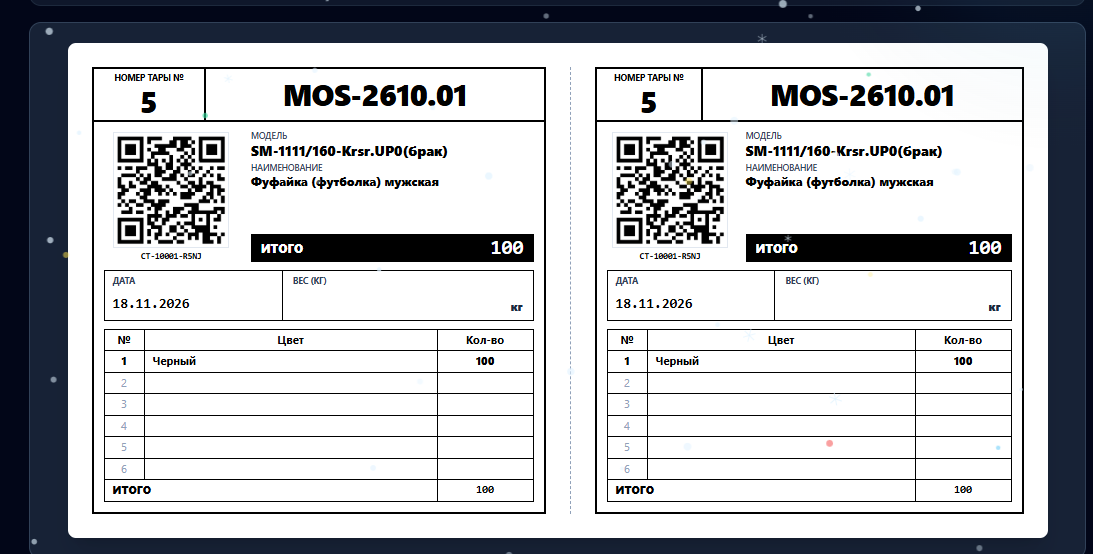 НОМЕР ТАРЫ №
5
MOS-2610.01
МОДЕЛЬ
SM-1111/160-Krsr.UP0(брак)
НАИМЕНОВАНИЕ
Фуфайка (футболка) мужская
CT-10001-R5NJ
итого 100
ДАТА
18.11.2026
ВЕС (КГ)
кг
№ Цвет Кол-во
1 Черный 100
2
3
4
5
6
итого 100
НОМЕР ТАРЫ №
5
MOS-2610.01
МОДЕЛЬ
SM-1111/160-Krsr.UP0(брак)
НАИМЕНОВАНИЕ
Фуфайка (футболка) мужская
CT-10001-R5NJ
итого 100
ДАТА
18.11.2026
ВЕС (КГ)
кг
№ Цвет Кол-во
1 Черный 100
2
3
4
5
6
итого 100